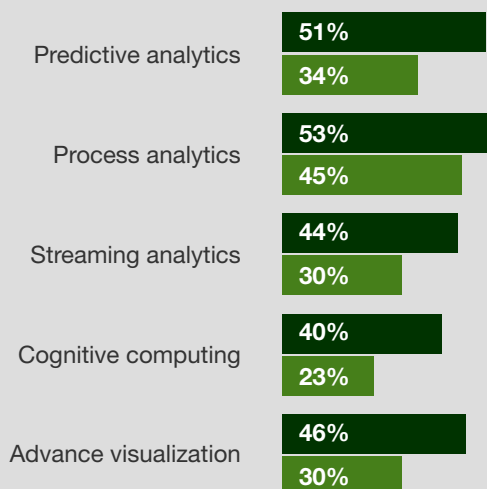 Predictive analytics
51%
34%
Process analytics
53%
45%
Streaming analytics
44%
30%
Cognitive computing
40%
23%
Advance visualization
46%
30%